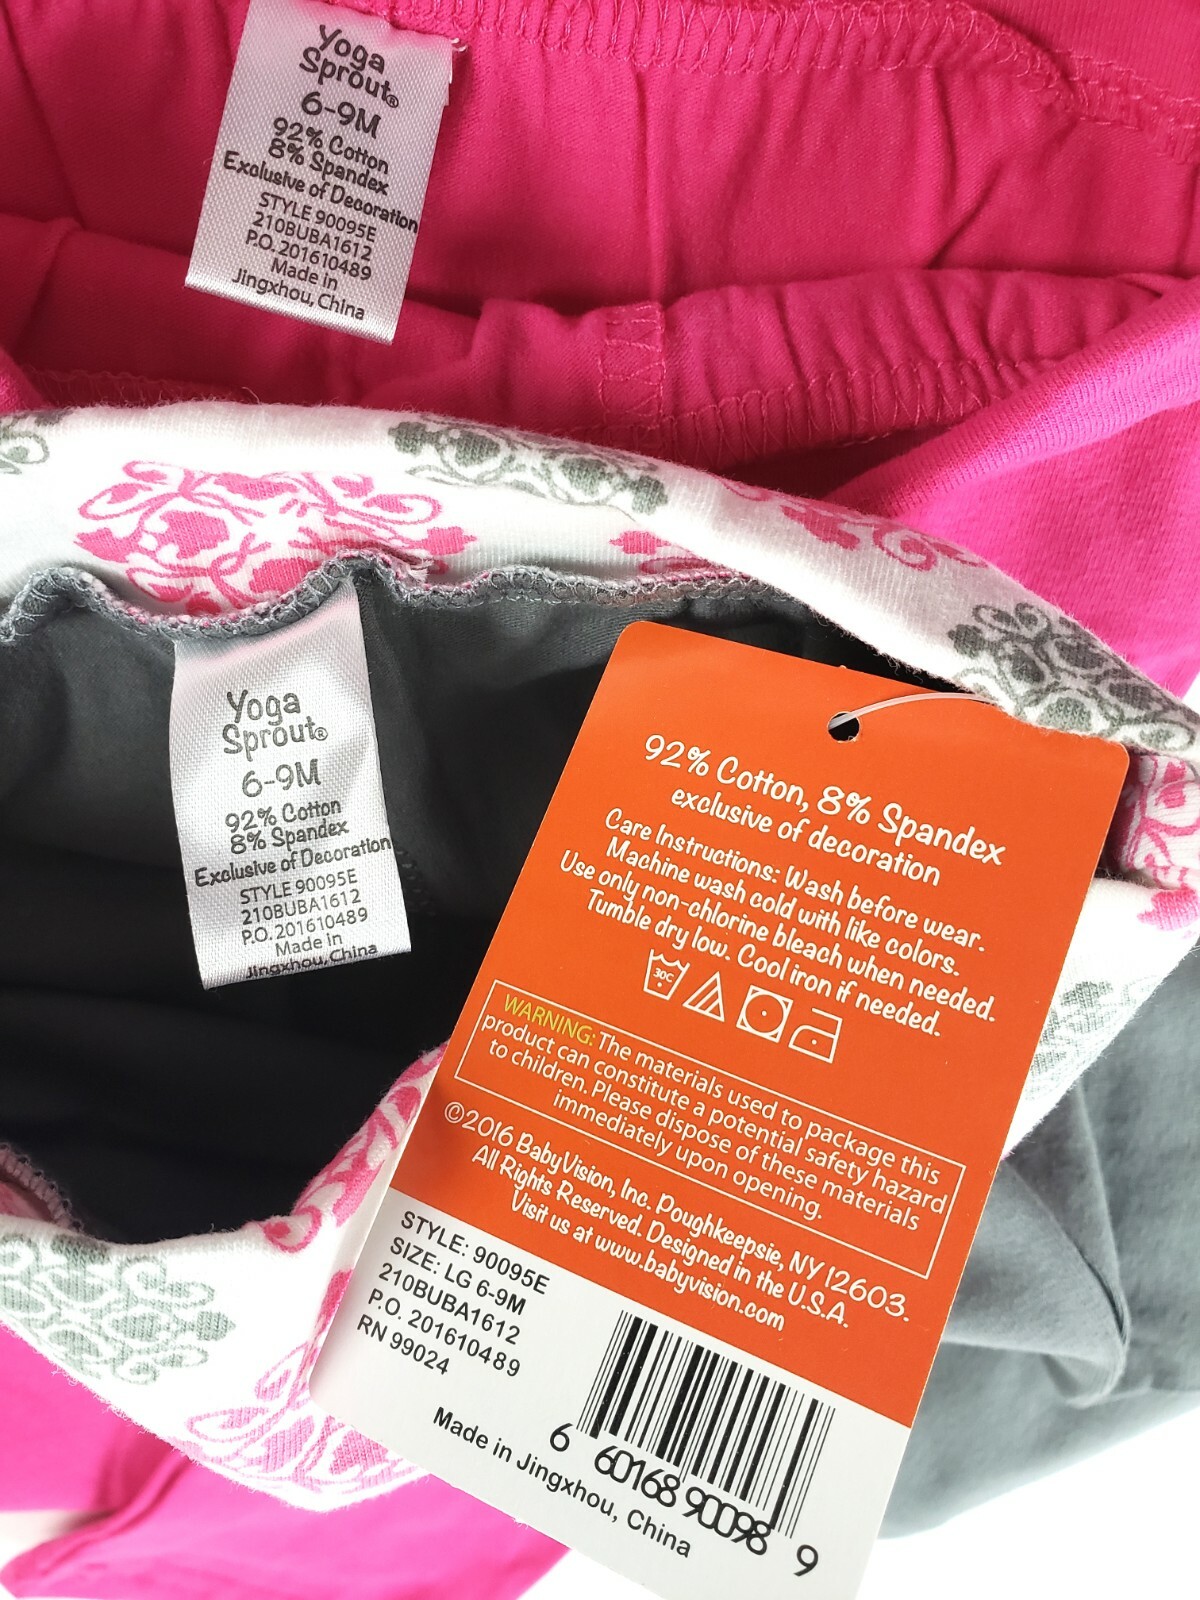 Yoga
Sprout®
6-9M
92% Cotton
8% Spandex
Exclusive of Decoration
STYLE 90095E
210BUBA1612
P.O. 201610489
Made in
Jingxhou, China
Yoga
Sprout®
6-9M
92% Cotton
8% Spandex
Exclusive of Decoration
STYLE 90095E
210BUBA1612
P.O. 201610489
Made in
Jingxhou, China
92% Cotton, 8% Spandex
exclusive of decoration
Care Instructions: Wash before wear.
Machine wash cold with like colors.
Use only non-chlorine bleach when needed.
Tumble dry low. Cool iron if needed.
30C
WARNING: The materials used to package this
product can constitute a potential safety hazard
to children. Please dispose of these materials
immediately upon opening.
©2016 BabyVision, Inc. Poughkeepsie, NY 12603.
All Rights Reserved. Designed in the U.S.A.
Visit us at www.babyvision.com
STYLE: 90095E
SIZE: LG 6-9M
210BUBA1612
P.O. 201610489
RN 99024
Made in Jingxhou, China
6 60168 90098 9